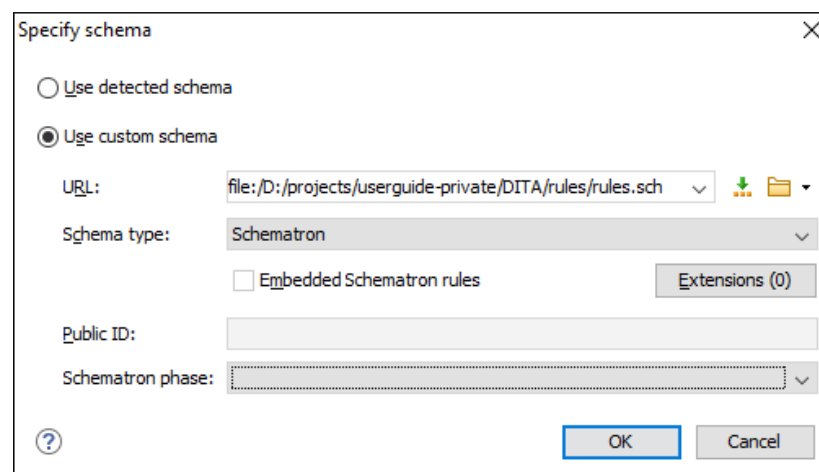 Specify schema
Use detected schema
Use custom schema
URL: file:/D:/projects/userguide-private/DITA/rules/rules.sch
Schema type: Schematron
Embedded Schematron rules Extensions (0)
Public ID:
Schematron phase:
? OK Cancel